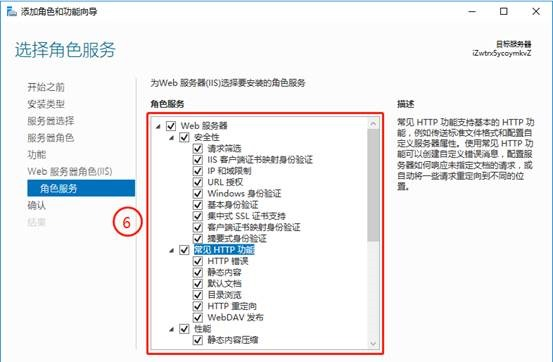 添加角色和功能向导
选择角色服务
目标服务器
iZwtrx5ycoymkvZ
开始之前
安装类型
服务器选择
服务器角色
功能
Web 服务器角色(IIS)
角色服务
确认
结果
为Web 服务器(IIS)选择要安装的角色服务
角色服务
Web 服务器
安全性
请求筛选
IIS 客户端证书映射身份验证
IP 和域限制
URL 授权
Windows 身份验证
基本身份验证
集中式 SSL 证书支持
客户端证书映射身份验证
摘要式身份验证
常见 HTTP 功能
HTTP 错误
静态内容
默认文档
目录浏览
HTTP 重定向
WebDAV 发布
性能
静态内容压缩
⑥
描述
常见 HTTP 功能支持基本的 HTTP 功
能，例如传送标准文件格式和配置自
定义服务器属性。使用常见 HTTP 功
能可以创建自定义错误消息，配置服
务器如何响应未指定文档的请求，或
自动将一些请求重定向到不同的位
置。